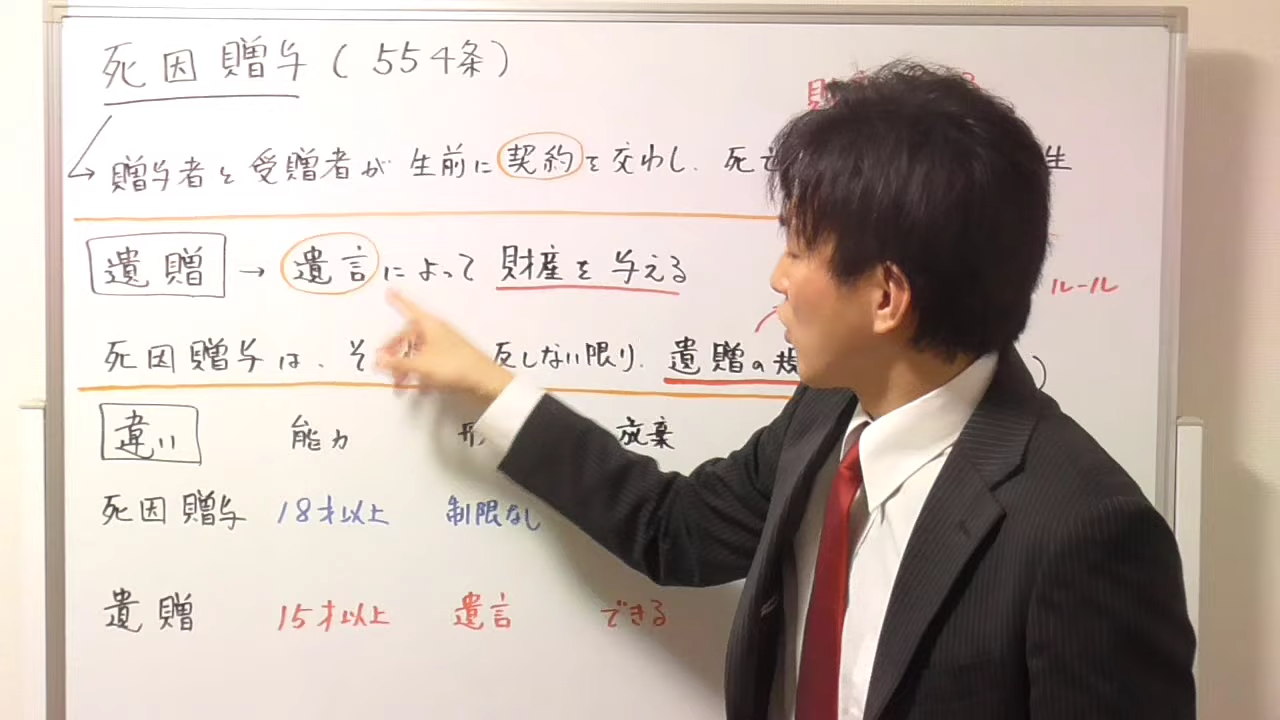 死因贈与(554条)
財
→贈与者と受贈者が生前に契約を交わし、死亡 生
遺贈 → 遺言によって財産を与える
ルール
死因贈与は、そ 反しない限り、遺贈の規 )
違い 能力 形 放棄
死因贈与 18才以上 制限なし
遺贈 15才以上 遺言 できる